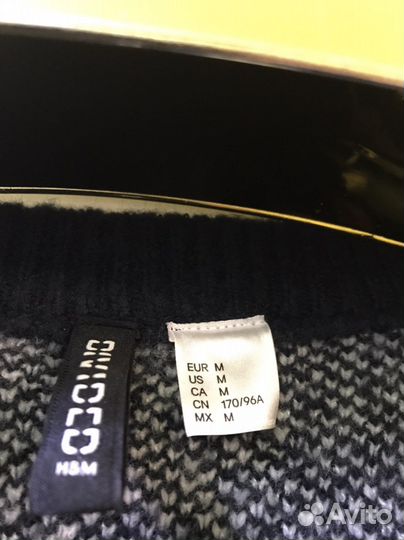 DIVIDED
H&M
EUR M
US M
CA M
CN 170/96A
MX M
Avito